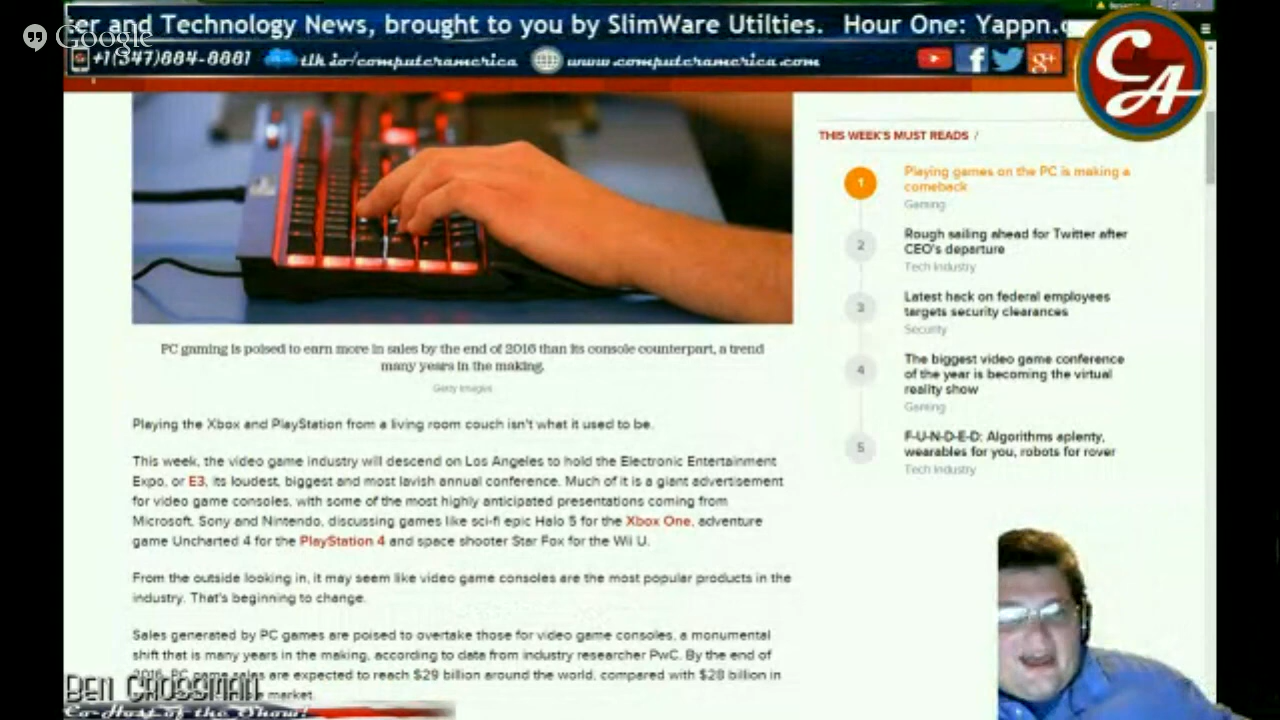 ter and Technology News, brought to you by SlimWare Utilties. Hour One: Yappn.c
Google
+1(347)884-8881 tlk.io/computeramerica www.computeramerica.com
f g+
CA
THIS WEEK'S MUST READS /
1 Playing games on the PC is making a
comeback
Gaming
2 Rough sailing ahead for Twitter after
CEO's departure
Tech Industry
3 Latest hack on federal employees
targets security clearances
Security
4 The biggest video game conference
of the year is becoming the virtual
reality show
Gaming
5 F-U-N-D-E-D: Algorithms aplenty,
wearables for you, robots for rover
Tech Industry
PC gaming is poised to earn more in sales by the end of 2016 than its console counterpart, a trend
many years in the making.
Getty Images
Playing the Xbox and PlayStation from a living room couch isn't what it used to be.
This week, the video game industry will descend on Los Angeles to hold the Electronic Entertainment
Expo, or E3, its loudest, biggest and most lavish annual conference. Much of it is a giant advertisement
for video game consoles, with some of the most highly anticipated presentations coming from
Microsoft, Sony and Nintendo, discussing games like sci-fi epic Halo 5 for the Xbox One, adventure
game Uncharted 4 for the PlayStation 4 and space shooter Star Fox for the Wii U.
From the outside looking in, it may seem like video game consoles are the most popular products in the
industry. That's beginning to change.
Sales generated by PC games are poised to overtake those for video game consoles, a monumental
shift that is many years in the making, according to data from industry researcher PwC. By the end of
2016, PC game sales are expected to reach $29 billion around the world, compared with $28 billion in
market.
BEN GROSSMAN
Co-Host of the Show!